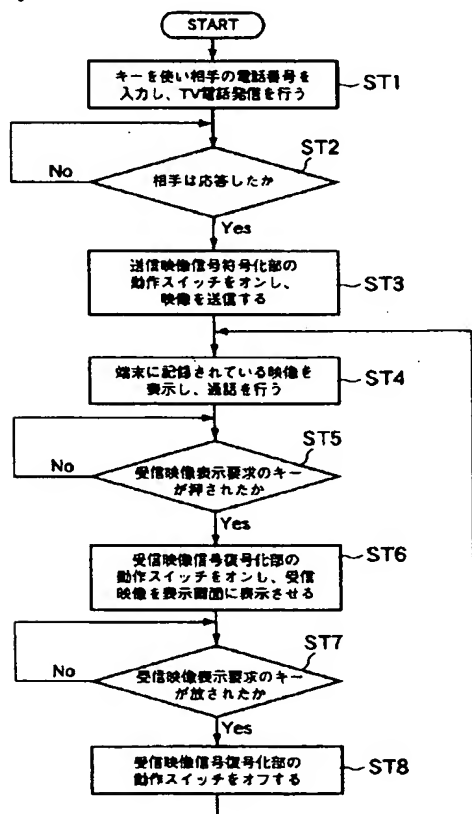 START
キーを使い相手の電話番号を
入力し、TV電話発信を行う
ST1
ST2
相手は応答したか
No
Yes
送信映像信号符号化部の
動作スイッチをオンし、
映像を送信する
ST3
端末に記録されている映像を
表示し、通話を行う
ST4
ST5
受信映像表示要求のキー
が押されたか
No
Yes
受信映像信号復号化部の
動作スイッチをオンし、受信
映像を表示画面に表示させる
ST6
ST7
受信映像表示要求のキー
が放されたか
No
Yes
受信映像信号復号化部の
動作スイッチをオフする
ST8